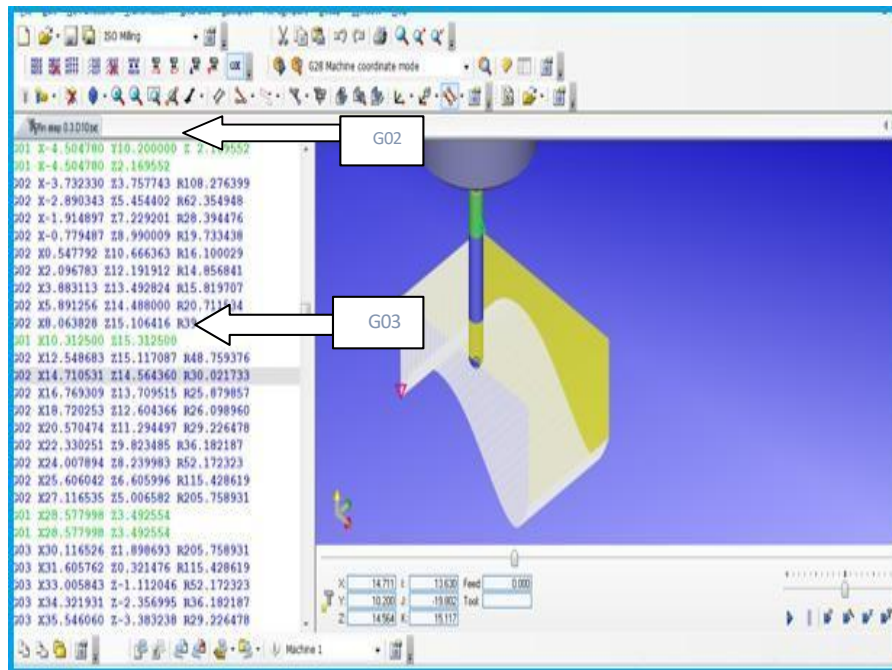 ISO Milling
G28 Machine coordinate mode
G02
G01 X-4.504780 Y10.200000 Z 2.169552
G01 X-4.504780 Z2.169552
G02 X-3.732330 Z3.757743 R108.276399
G02 X-2.890343 Z5.454402 R62.354948
G02 X-1.914897 Z7.229201 R28.394476
G02 X-0.779487 Z8.990009 R19.733438
G02 X0.547792 Z10.666363 R16.100029
G02 X2.096783 Z12.191912 R14.856841
G02 X3.883113 Z13.492824 R15.819707
G02 X5.891256 Z14.488000 R20.711534
G02 X8.063828 Z15.106416 R39
G03
G01 X10.312500 Z15.312500
G02 X12.548683 Z15.117087 R48.759376
G02 X14.710531 Z14.564360 R30.021733
G02 X16.769309 Z13.709515 R25.879857
G02 X18.720253 Z12.604366 R26.098960
G02 X20.570474 Z11.294497 R29.226478
G02 X22.330251 Z9.823485 R36.182187
G02 X24.007894 Z8.239983 R52.172323
G02 X25.606042 Z6.605996 R115.428619
G02 X27.116535 Z5.006582 R205.758931
G01 X28.577998 Z3.492554
G01 X28.577998 Z3.492554
G03 X30.116526 Z1.898693 R205.758931
G03 X31.605762 Z0.321476 R115.428619
G03 X33.005843 Z-1.112046 R52.172323
G03 X34.321931 Z-2.356995 R36.182187
G03 X35.546060 Z-3.383238 R29.226478
X: 14.711 I: 13.630 Feed 0.000
Y: 10.200 J: -19.802 Tool
Z: 14.564 K: 15.117
Machine 1